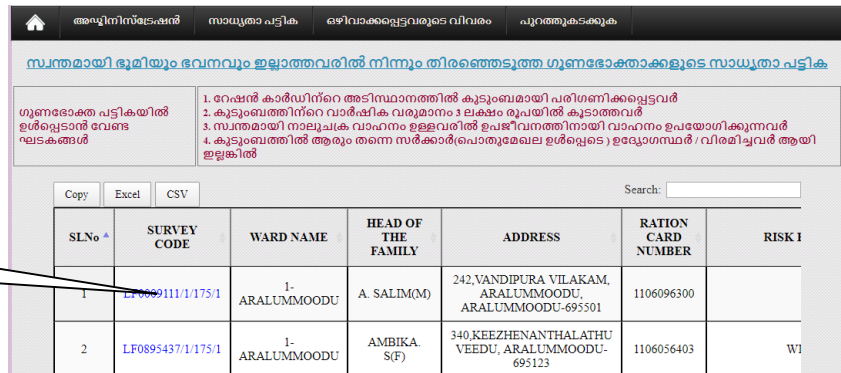 അഡ്മിനിസ്ട്രേഷൻ സാധ്യതാ പട്ടിക ഒഴിവാക്കപ്പെട്ടവരുടെ വിവരം പുറത്തുകടക്കുക
സ്വന്തമായി ഭൂമിയും ഭവനവും ഇല്ലാത്തവരിൽ നിന്നും തിരഞ്ഞെടുത്ത ഗുണഭോക്താക്കളുടെ സാധ്യതാ പട്ടിക
ഗുണഭോക്ത പട്ടികയിൽ
ഉൾപ്പെടാൻ വേണ്ട
ഘടകങ്ങൾ
1. റേഷൻ കാർഡിന്റെ അടിസ്ഥാനത്തിൽ കുടുംബമായി പരിഗണിക്കപ്പെട്ടവർ
2. കുടുംബത്തിന്റെ വാർഷിക വരുമാനം 3 ലക്ഷം രൂപയിൽ കൂടാത്തവർ
3. സ്വന്തമായി നാലുചക്ര വാഹനം ഉള്ളവരിൽ ഉപജീവനത്തിനായി വാഹനം ഉപയോഗിക്കുന്നവർ
4. കുടുംബത്തിൽ ആരും തന്നെ സർക്കാർ(പൊതുമേഖല ഉൾപ്പെടെ ) ഉദ്യോഗസ്ഥർ / വിരമിച്ചവർ ആയി
ഇല്ലങ്കിൽ
Copy Excel CSV Search:
SLNo SURVEY CODE WARD NAME HEAD OF THE FAMILY ADDRESS RATION CARD NUMBER RISK
1 LF0009111/1/175/1 1-ARALUMMOODU A. SALIM(M) 242,VANDIPURA VILAKAM, ARALUMMOODU, ARALUMMOODU-695501 1106096300
2 LF0895437/1/175/1 1-ARALUMMOODU AMBIKA. S(F) 340,KEEZHENANTHALATHU VEEDU, ARALUMMOODU-695123 1106056403